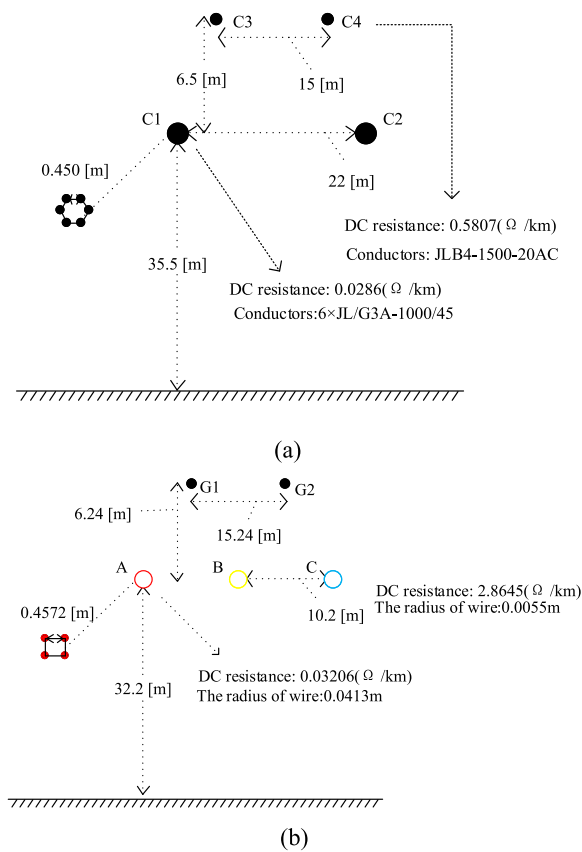 C3
C4
6.5 [m]
15 [m]
C1
C2
0.450 [m]
22 [m]
DC resistance: 0.5807(Ω/km)
Conductors: JLB4-1500-20AC
35.5 [m]
DC resistance: 0.0286(Ω/km)
Conductors:6×JL/G3A-1000/45
(a)
G1
G2
6.24 [m]
15.24 [m]
A
B
C
DC resistance: 2.8645(Ω/km)
The radius of wire:0.0055m
10.2 [m]
0.4572 [m]
DC resistance: 0.03206(Ω/km)
The radius of wire:0.0413m
32.2 [m]
(b)